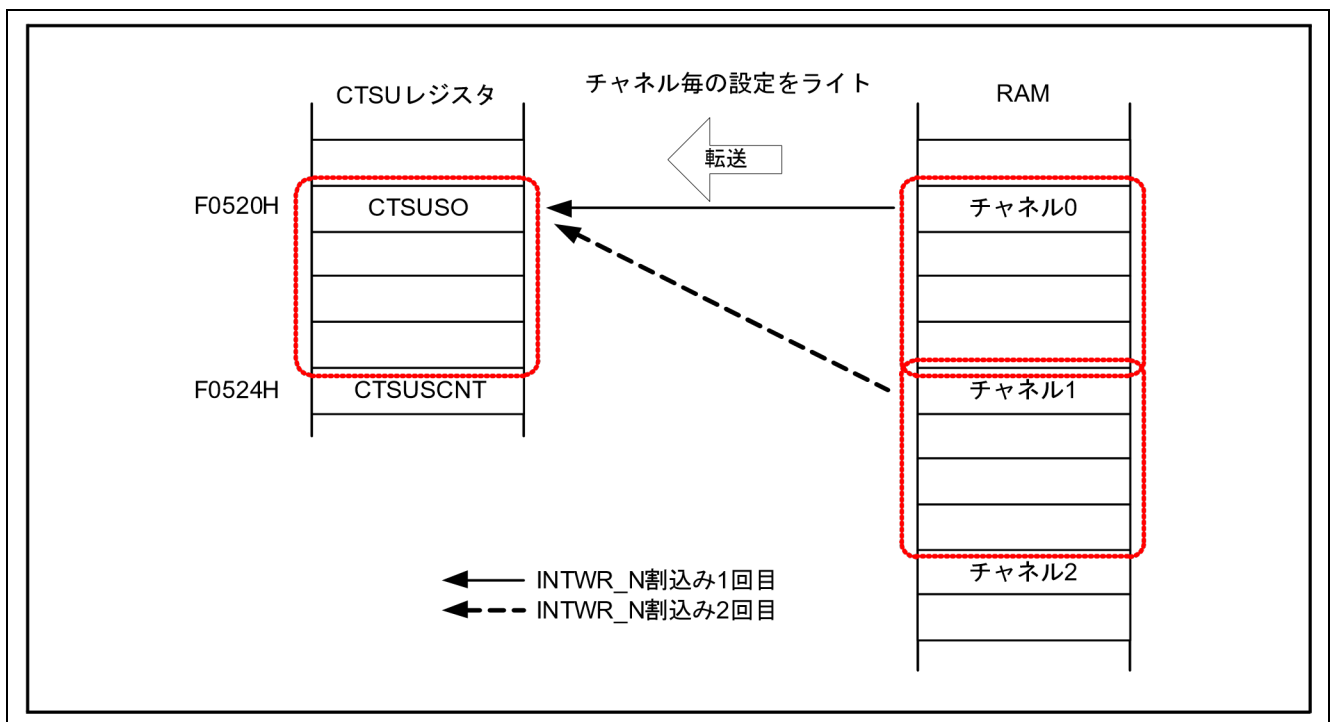 チャネル毎の設定をライト
CTSUレジスタ
RAM
転送
F0520H
CTSUSO
チャネル0
F0524H
CTSUSCNT
チャネル1
チャネル2
INTWR_N割込み1回目
INTWR_N割込み2回目